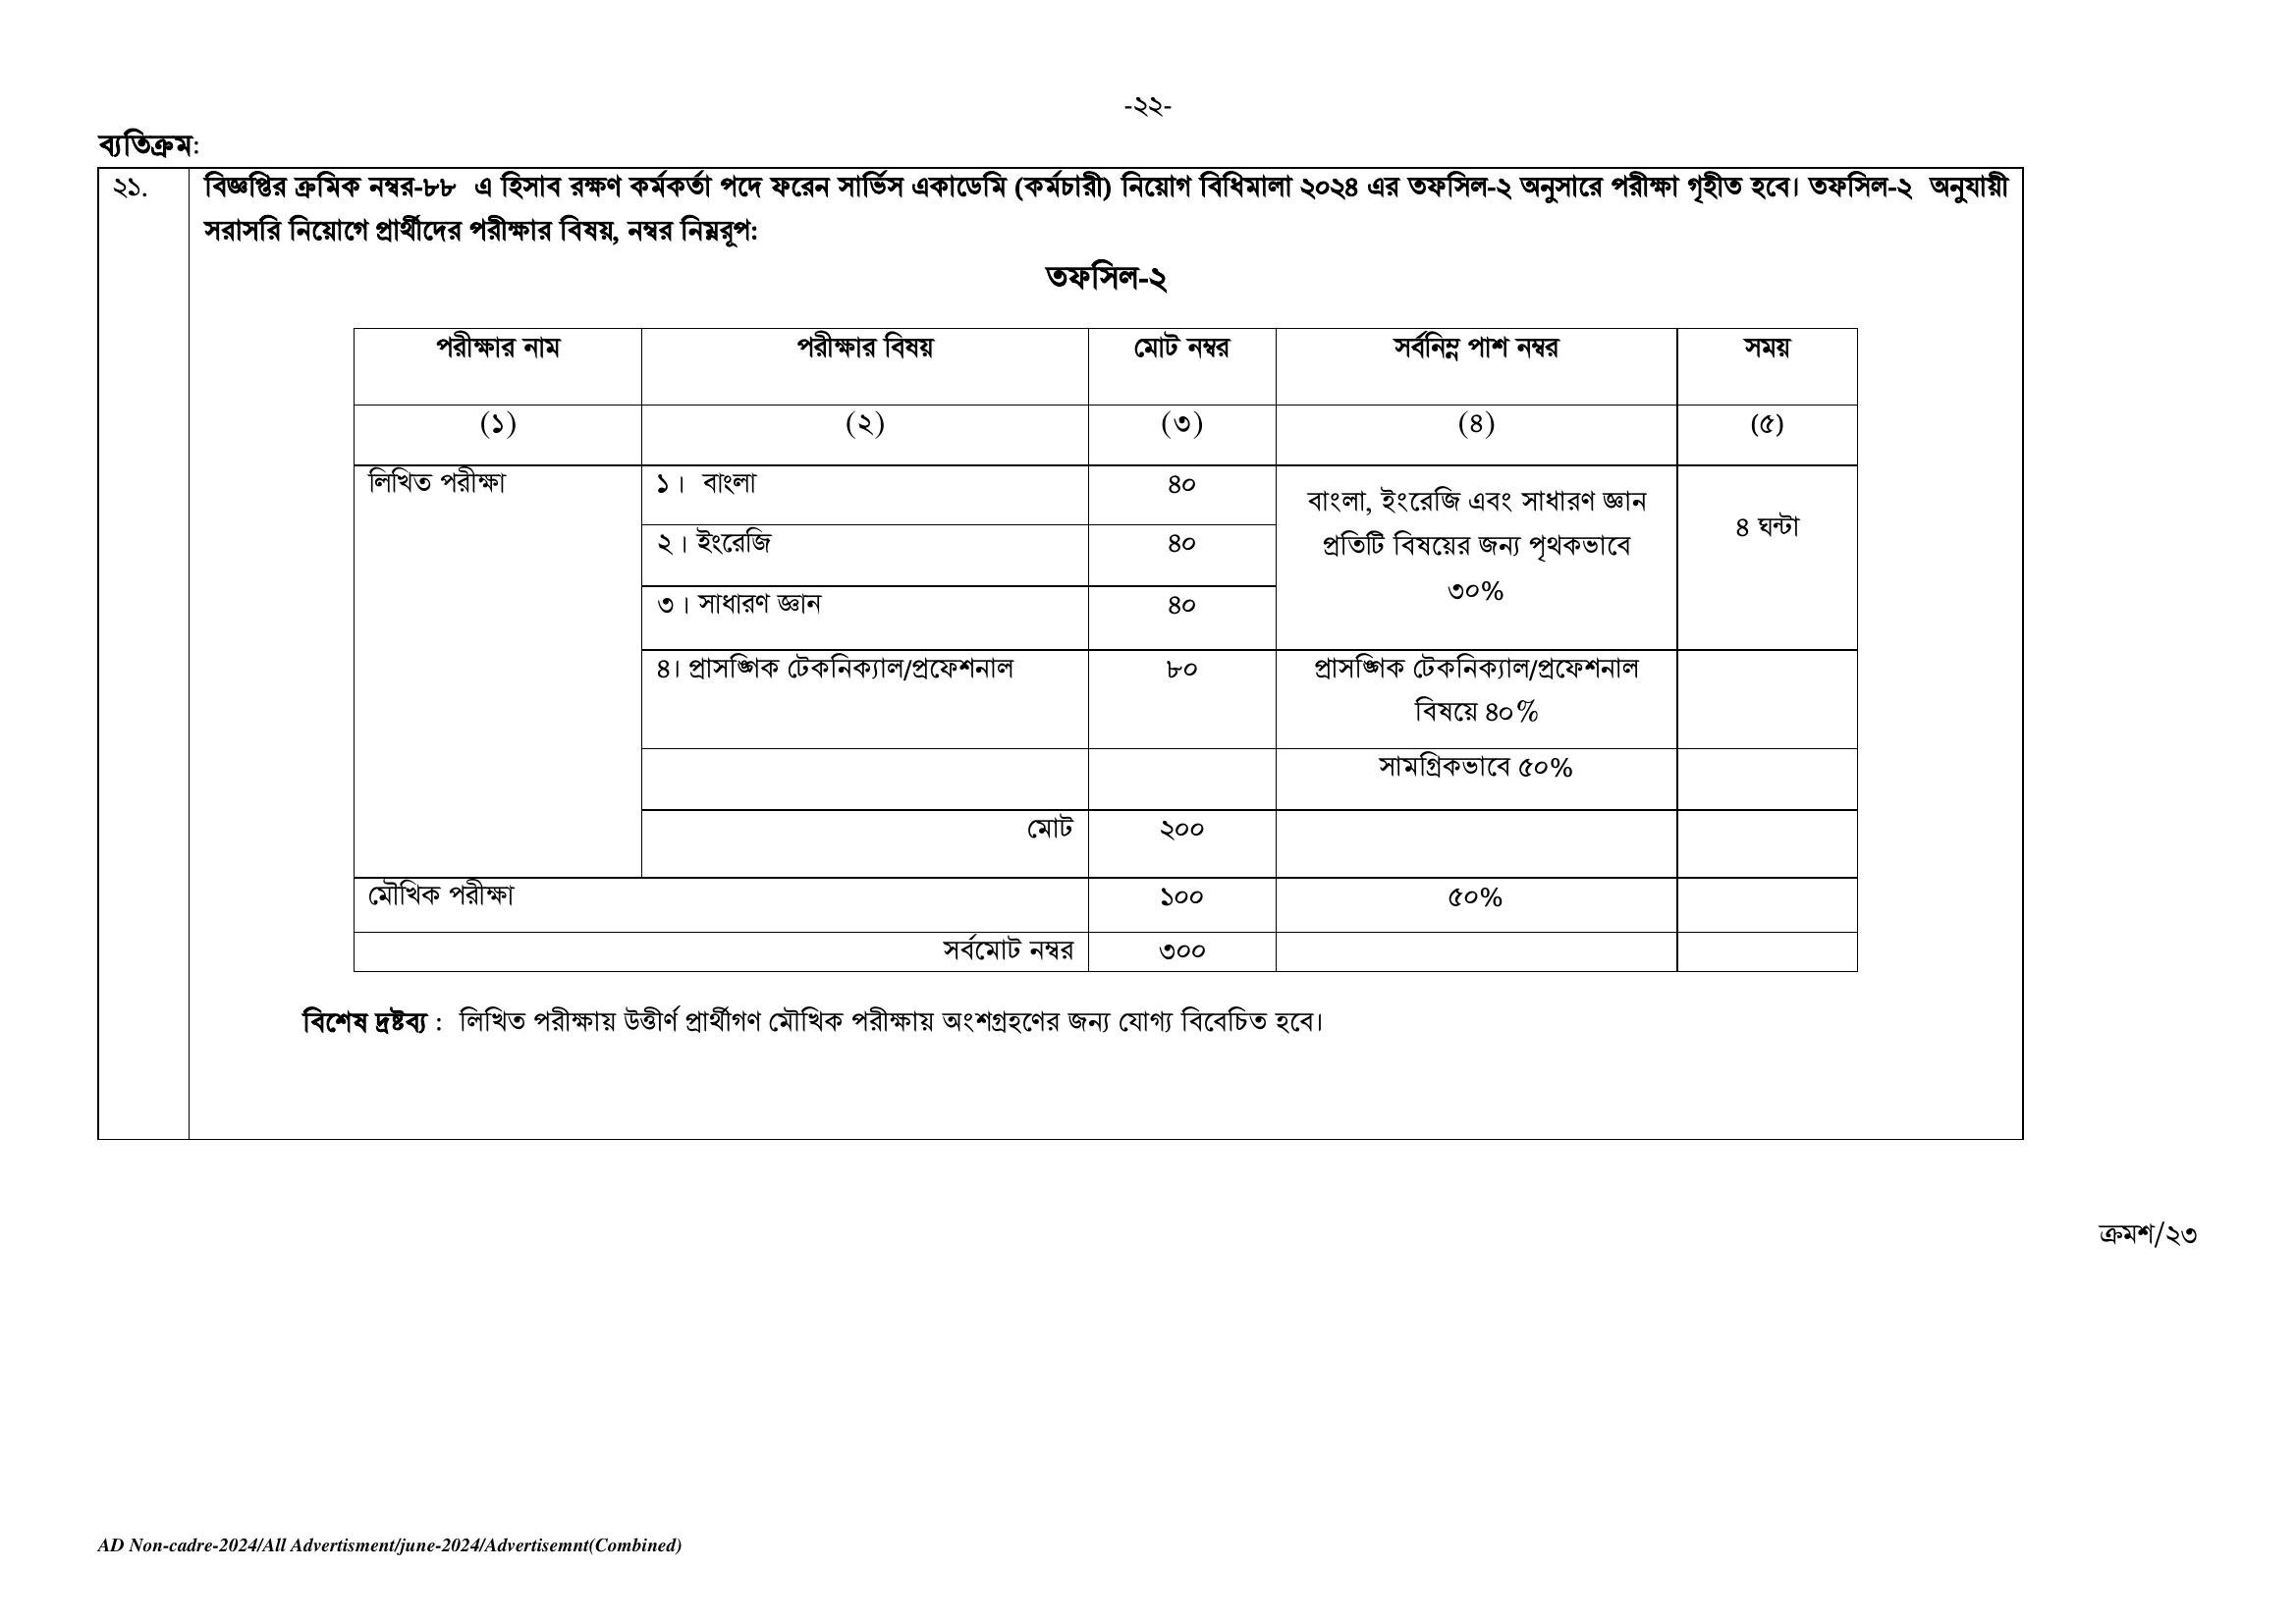 -২২-
ব্যতিক্রম:
২১. বিজ্ঞপ্তির ক্রমিক নম্বর-৮৮ এ হিসাব রক্ষণ কর্মকর্তা পদে ফরেন সার্ভিস একাডেমি (কর্মচারী) নিয়োগ বিধিমালা ২০২৪ এর তফসিল-২ অনুসারে পরীক্ষা গৃহীত হবে। তফসিল-২ অনুযায়ী
সরাসরি নিয়োগে প্রার্থীদের পরীক্ষার বিষয়, নম্বর নিম্নরূপ:
তফসিল-২
পরীক্ষার নাম পরীক্ষার বিষয় মোট নম্বর সর্বনিম্ন পাশ নম্বর সময়
(১) (২) (৩) (৪) (৫)
লিখিত পরীক্ষা ১। বাংলা ৪০
বাংলা, ইংরেজি এবং সাধারণ জ্ঞান
৪ ঘন্টা
২। ইংরেজি ৪০ প্রতিটি বিষয়ের জন্য পৃথকভাবে
৩০%
৩। সাধারণ জ্ঞান ৪০
৪। প্রাসঙ্গিক টেকনিক্যাল/প্রফেশনাল ৮০ প্রাসঙ্গিক টেকনিক্যাল/প্রফেশনাল
বিষয়ে ৪০%
সামগ্রিকভাবে ৫০%
মোট ২০০
মৌখিক পরীক্ষা ১০০ ৫০%
সর্বমোট নম্বর ৩০০
বিশেষ দ্রষ্টব্য : লিখিত পরীক্ষায় উত্তীর্ণ প্রার্থীগণ মৌখিক পরীক্ষায় অংশগ্রহণের জন্য যোগ্য বিবেচিত হবে।
ক্রমশ/২৩
AD Non-cadre-2024/All Advertisment/june-2024/Advertisemnt(Combined)